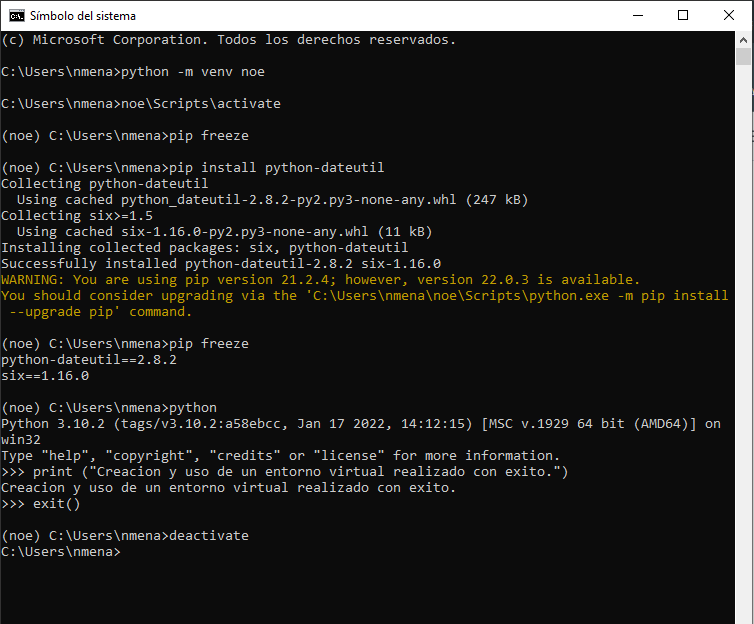 Símbolo del sistema
(c) Microsoft Corporation. Todos los derechos reservados.
C:\Users\nmena>python -m venv noe
C:\Users\nmena>noe\Scripts\activate
(noe) C:\Users\nmena>pip freeze
(noe) C:\Users\nmena>pip install python-dateutil
Collecting python-dateutil
  Using cached python_dateutil-2.8.2-py2.py3-none-any.whl (247 kB)
Collecting six>=1.5
  Using cached six-1.16.0-py2.py3-none-any.whl (11 kB)
Installing collected packages: six, python-dateutil
Successfully installed python-dateutil-2.8.2 six-1.16.0
WARNING: You are using pip version 21.2.4; however, version 22.0.3 is available.
You should consider upgrading via the 'C:\Users\nmena\noe\Scripts\python.exe -m pip install
 --upgrade pip' command.
(noe) C:\Users\nmena>pip freeze
python-dateutil==2.8.2
six==1.16.0
(noe) C:\Users\nmena>python
Python 3.10.2 (tags/v3.10.2:a58ebcc, Jan 17 2022, 14:12:15) [MSC v.1929 64 bit (AMD64)] on
win32
Type "help", "copyright", "credits" or "license" for more information.
>>> print ("Creacion y uso de un entorno virtual realizado con exito.")
Creacion y uso de un entorno virtual realizado con exito.
>>> exit()
(noe) C:\Users\nmena>deactivate
C:\Users\nmena>